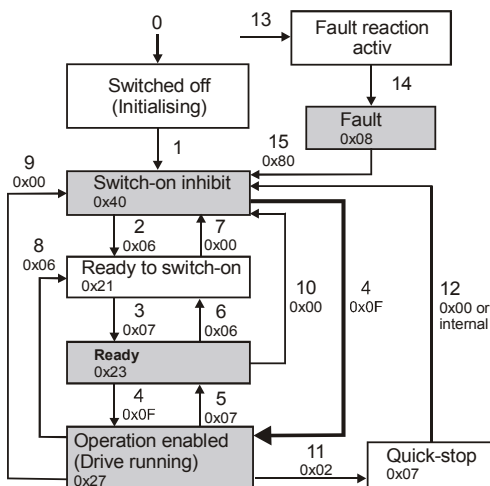 0
13
Fault reaction
activ
Switched off
(Initialising)
14
Fault
0x08
1
15
0x80
9
0x00
Switch-on inhibit
0x40
2
0x06
7
0x00
8
0x06
Ready to switch-on
0x21
10
0x00
4
0x0F
12
0x00 or
internal
3
0x07
6
0x06
Ready
0x23
4
0x0F
5
0x07
Operation enabled
(Drive running)
0x27
11
0x02
Quick-stop
0x07